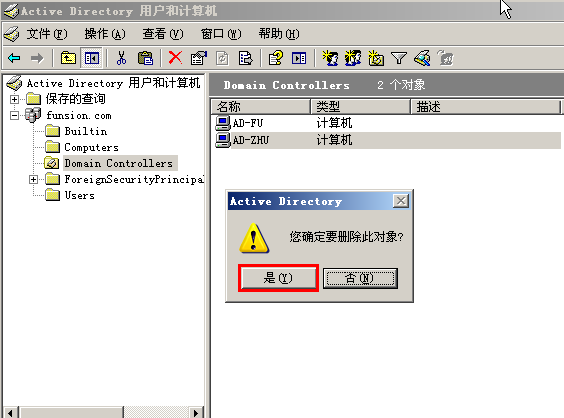 Active Directory 用户和计算机
文件(F) 操作(A) 查看(V) 窗口(W) 帮助(H)
Active Directory 用户和计算机
保存的查询
funsion.com
Builtin
Computers
Domain Controllers
ForeignSecurityPrincipal
Users
Domain Controllers 2 个对象
名称 类型 描述
AD-FU 计算机
AD-ZHU 计算机
Active Directory
您确定要删除此对象?
是(Y) 否(N)